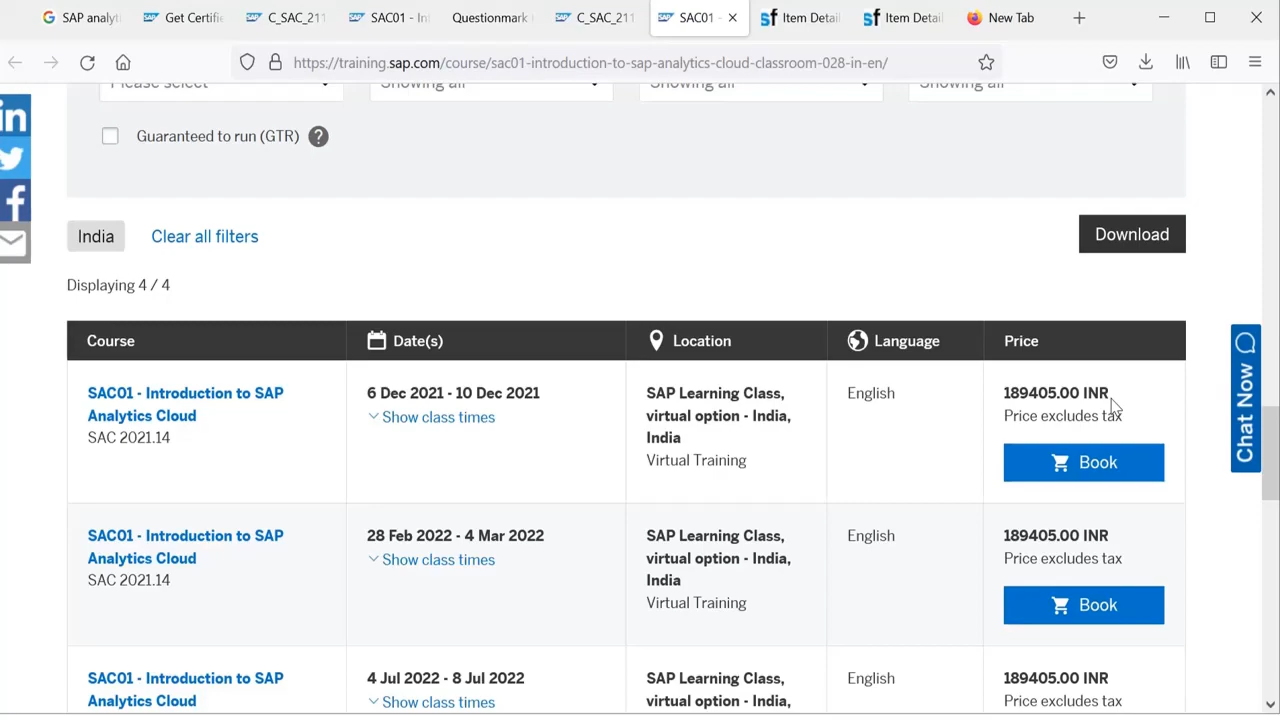 SAP analyti
Get Certifi
C_SAC_211
SAC01 - In
Questionmark
C_SAC_211
SAC01 -
Item Detai
Item Detai
New Tab
https://training.sap.com/course/sac01-introduction-to-sap-analytics-cloud-classroom-028-in-en/
Please select
Showing all
Showing all
Showing all
Guaranteed to run (GTR) ?
India
Clear all filters
Download
Displaying 4 / 4
Course
Date(s)
Location
Language
Price
SAC01 - Introduction to SAP
Analytics Cloud
SAC 2021.14
6 Dec 2021 - 10 Dec 2021
Show class times
SAP Learning Class,
virtual option - India,
India
Virtual Training
English
189405.00 INR
Price excludes tax
Book
SAC01 - Introduction to SAP
Analytics Cloud
SAC 2021.14
28 Feb 2022 - 4 Mar 2022
Show class times
SAP Learning Class,
virtual option - India,
India
Virtual Training
English
189405.00 INR
Price excludes tax
Book
SAC01 - Introduction to SAP
Analytics Cloud
4 Jul 2022 - 8 Jul 2022
Show class times
SAP Learning Class,
virtual option - India,
English
189405.00 INR
Price excludes tax
Chat Now
in